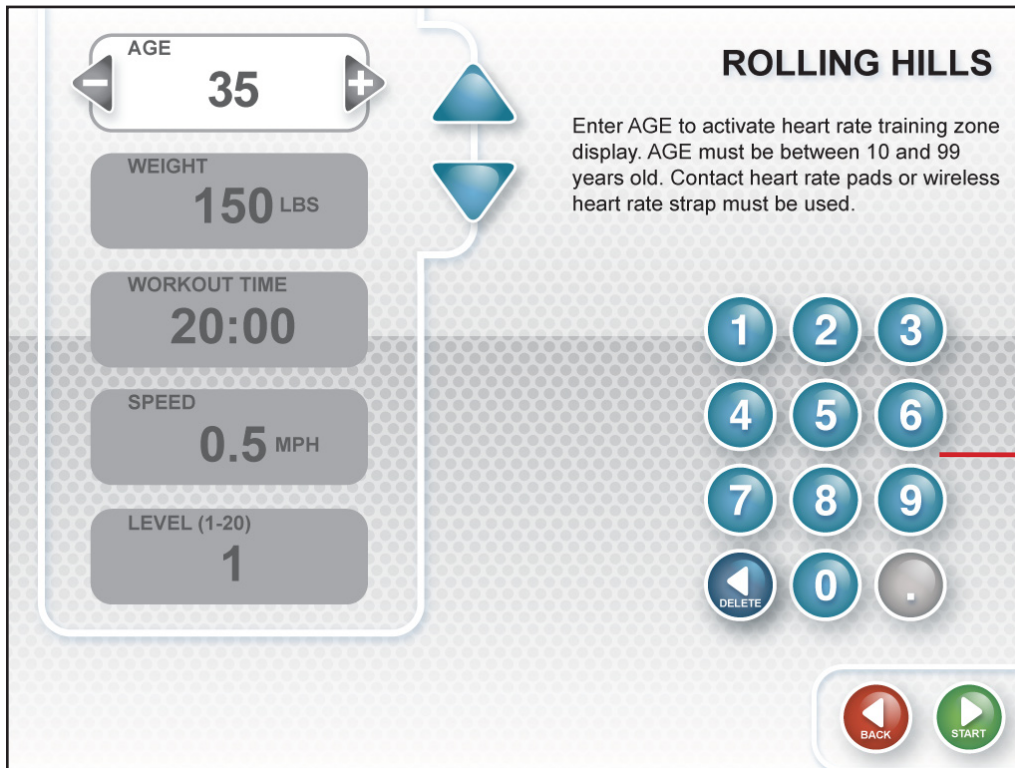 AGE
35
WEIGHT
150 LBS
WORKOUT TIME
20:00
SPEED
0.5 MPH
LEVEL (1-20)
1
ROLLING HILLS
Enter AGE to activate heart rate training zone
display. AGE must be between 10 and 99
years old. Contact heart rate pads or wireless
heart rate strap must be used.
1 2 3
4 5 6
7 8 9
DELETE 0 .
BACK START